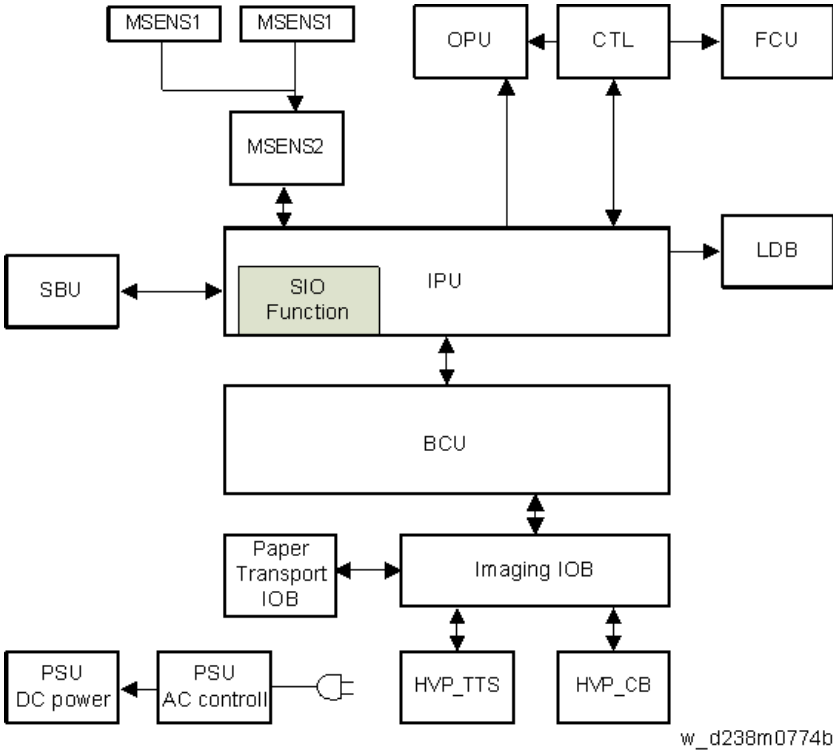 MSENS1
MSENS1
OPU
CTL
FCU
MSENS2
SBU
SIO
Function
IPU
LDB
BCU
Paper
Transport
IOB
Imaging IOB
PSU
DC power
PSU
AC controll
HVP_TTS
HVP_CB
w_d238m0774b